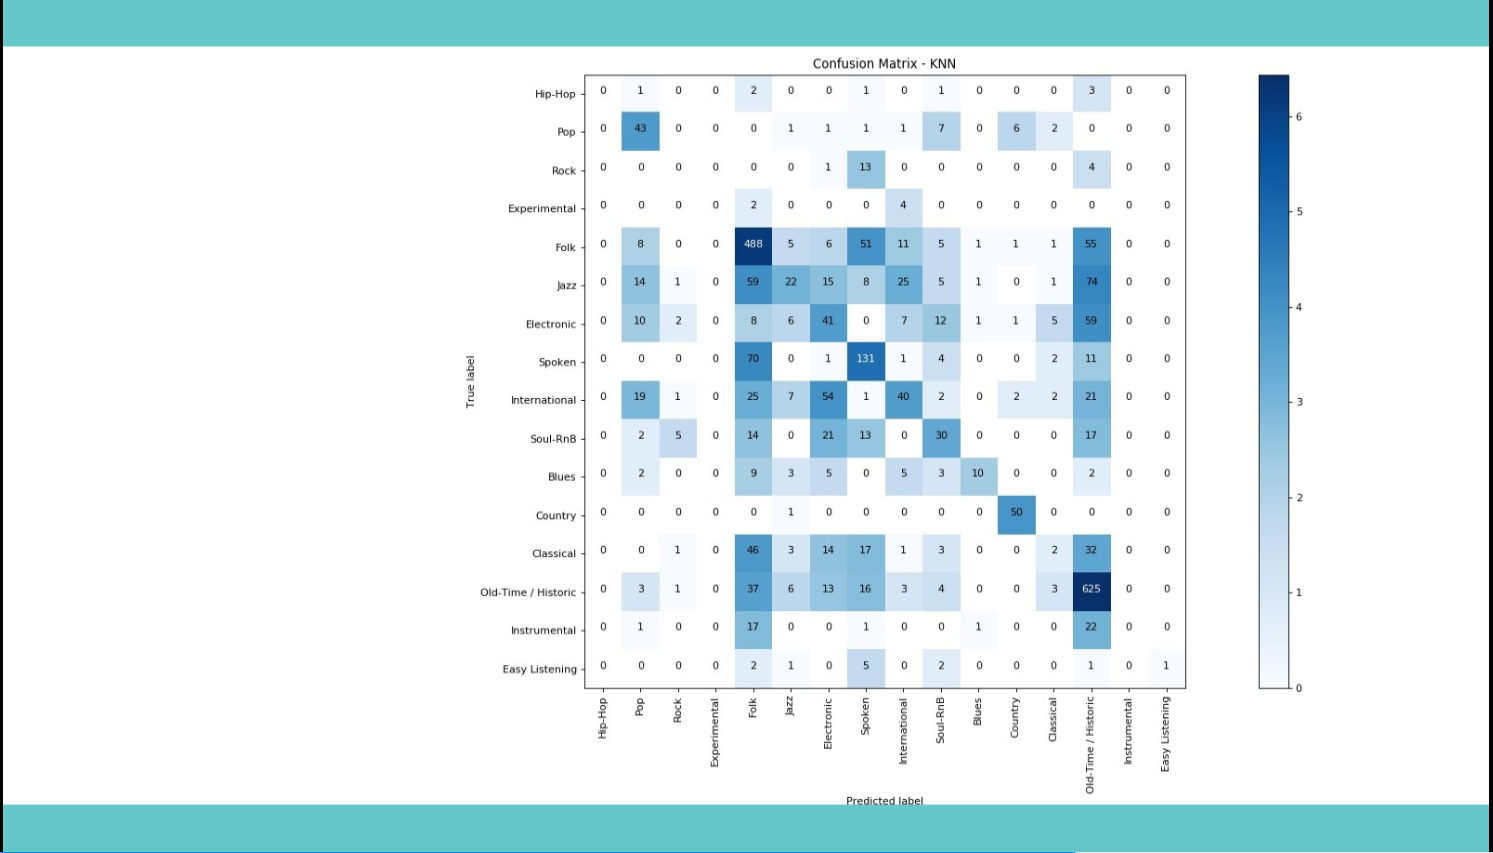 Confusion Matrix - KNN
Hip-Hop 0 1 0 0 2 0 0 1 0 1 0 0 0 3 0 0
Pop 0 43 0 0 0 1 1 1 1 7 0 6 2 0 0 0
Rock 0 0 0 0 0 0 1 13 0 0 0 0 0 4 0 0
Experimental 0 0 0 0 2 0 0 0 4 0 0 0 0 0 0 0
Folk 0 8 0 0 488 5 6 51 11 5 1 1 1 55 0 0
Jazz 0 14 1 0 59 22 15 8 25 5 1 0 1 74 0 0
Electronic 0 10 2 0 8 6 41 0 7 12 1 1 5 59 0 0
Spoken 0 0 0 0 70 0 1 131 1 4 0 0 2 11 0 0
International 0 19 1 0 25 7 54 1 40 2 0 2 2 21 0 0
Soul-RnB 0 2 5 0 14 0 21 13 0 30 0 0 0 17 0 0
Blues 0 2 0 0 9 3 5 0 5 3 10 0 0 2 0 0
Country 0 0 0 0 0 1 0 0 0 0 0 50 0 0 0 0
Classical 0 0 1 0 46 3 14 17 1 3 0 0 2 32 0 0
Old-Time / Historic 0 3 1 0 37 6 13 16 3 4 0 0 3 625 0 0
Instrumental 0 1 0 0 17 0 0 1 0 0 1 0 0 22 0 0
Easy Listening 0 0 0 0 2 1 0 5 0 2 0 0 0 1 0 1
True label
Hip-Hop
Pop
Rock
Experimental
Folk
Jazz
Electronic
Spoken
International
Soul-RnB
Blues
Country
Classical
Old-Time / Historic
Instrumental
Easy Listening
Predicted label
6
5
4
3
2
1
0